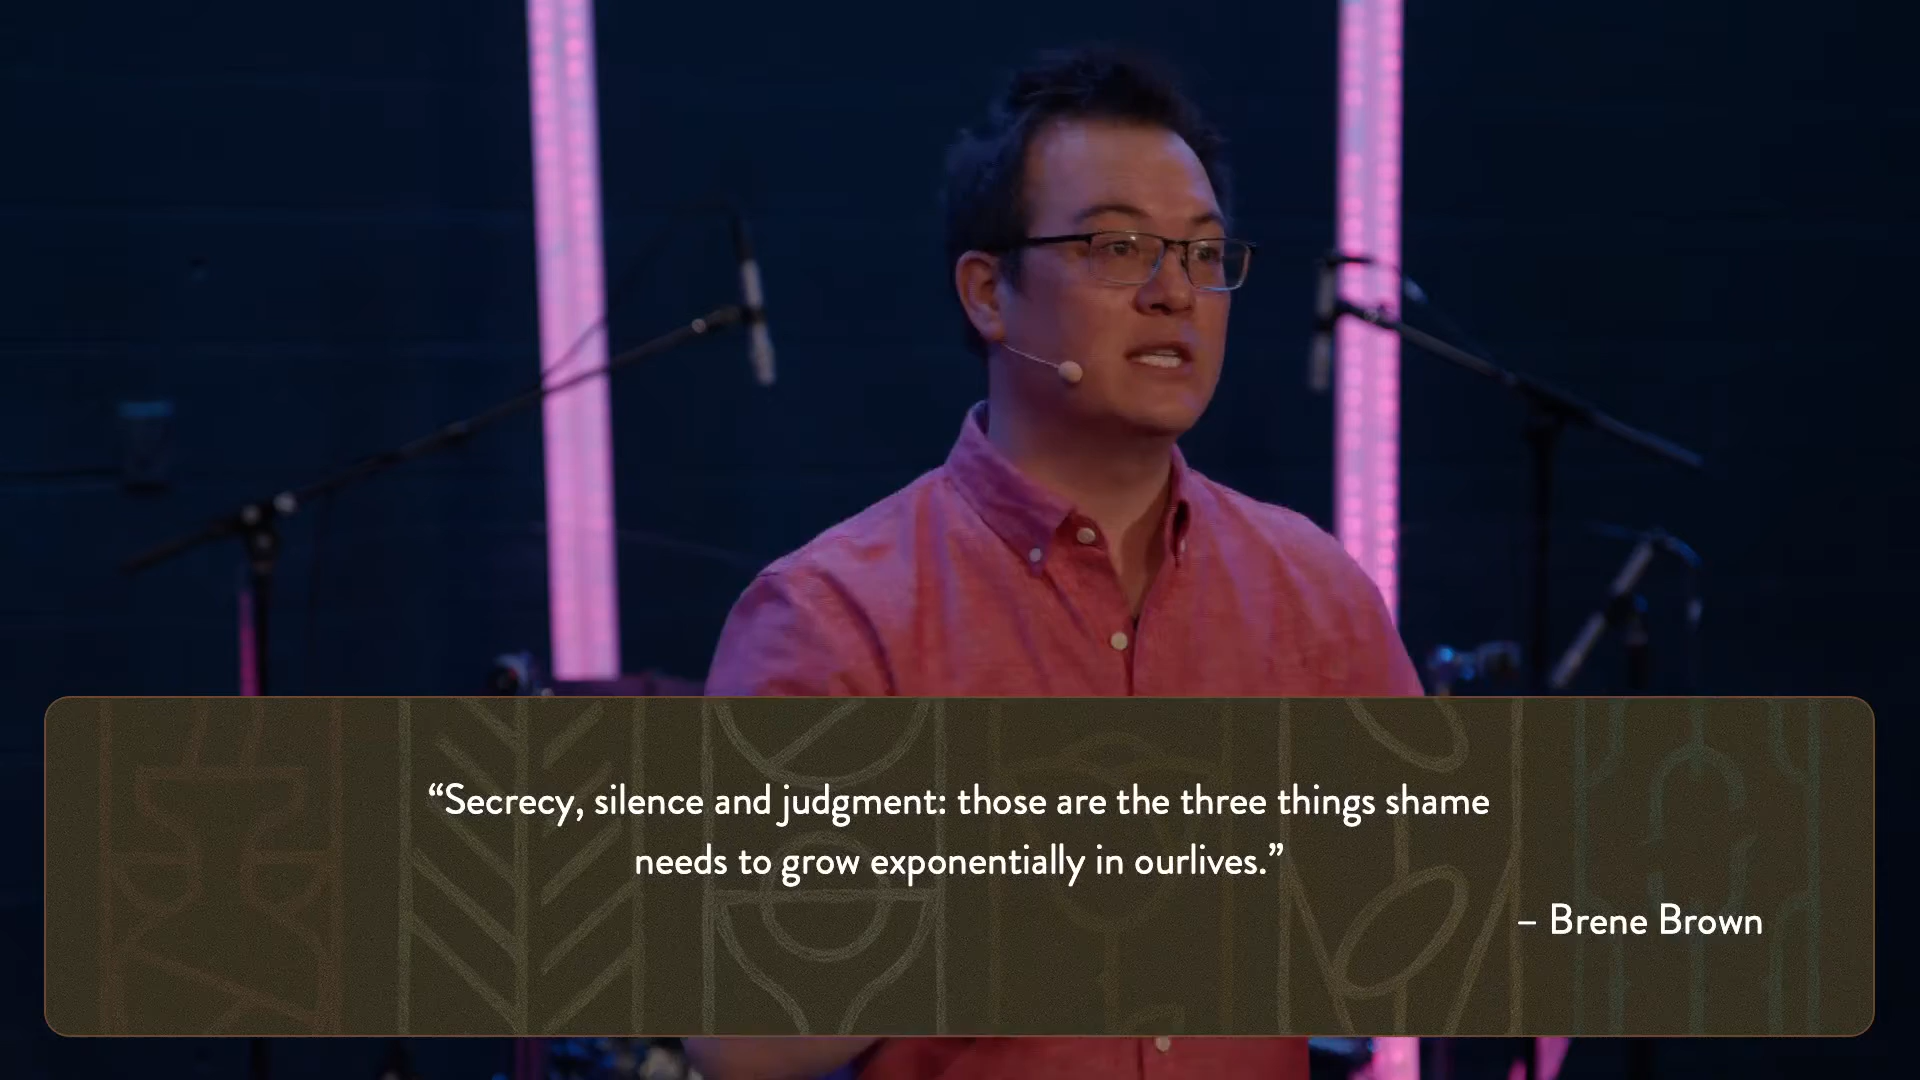 “Secrecy, silence and judgment: those are the three things shame
needs to grow exponentially in ourlives.”
– Brene Brown